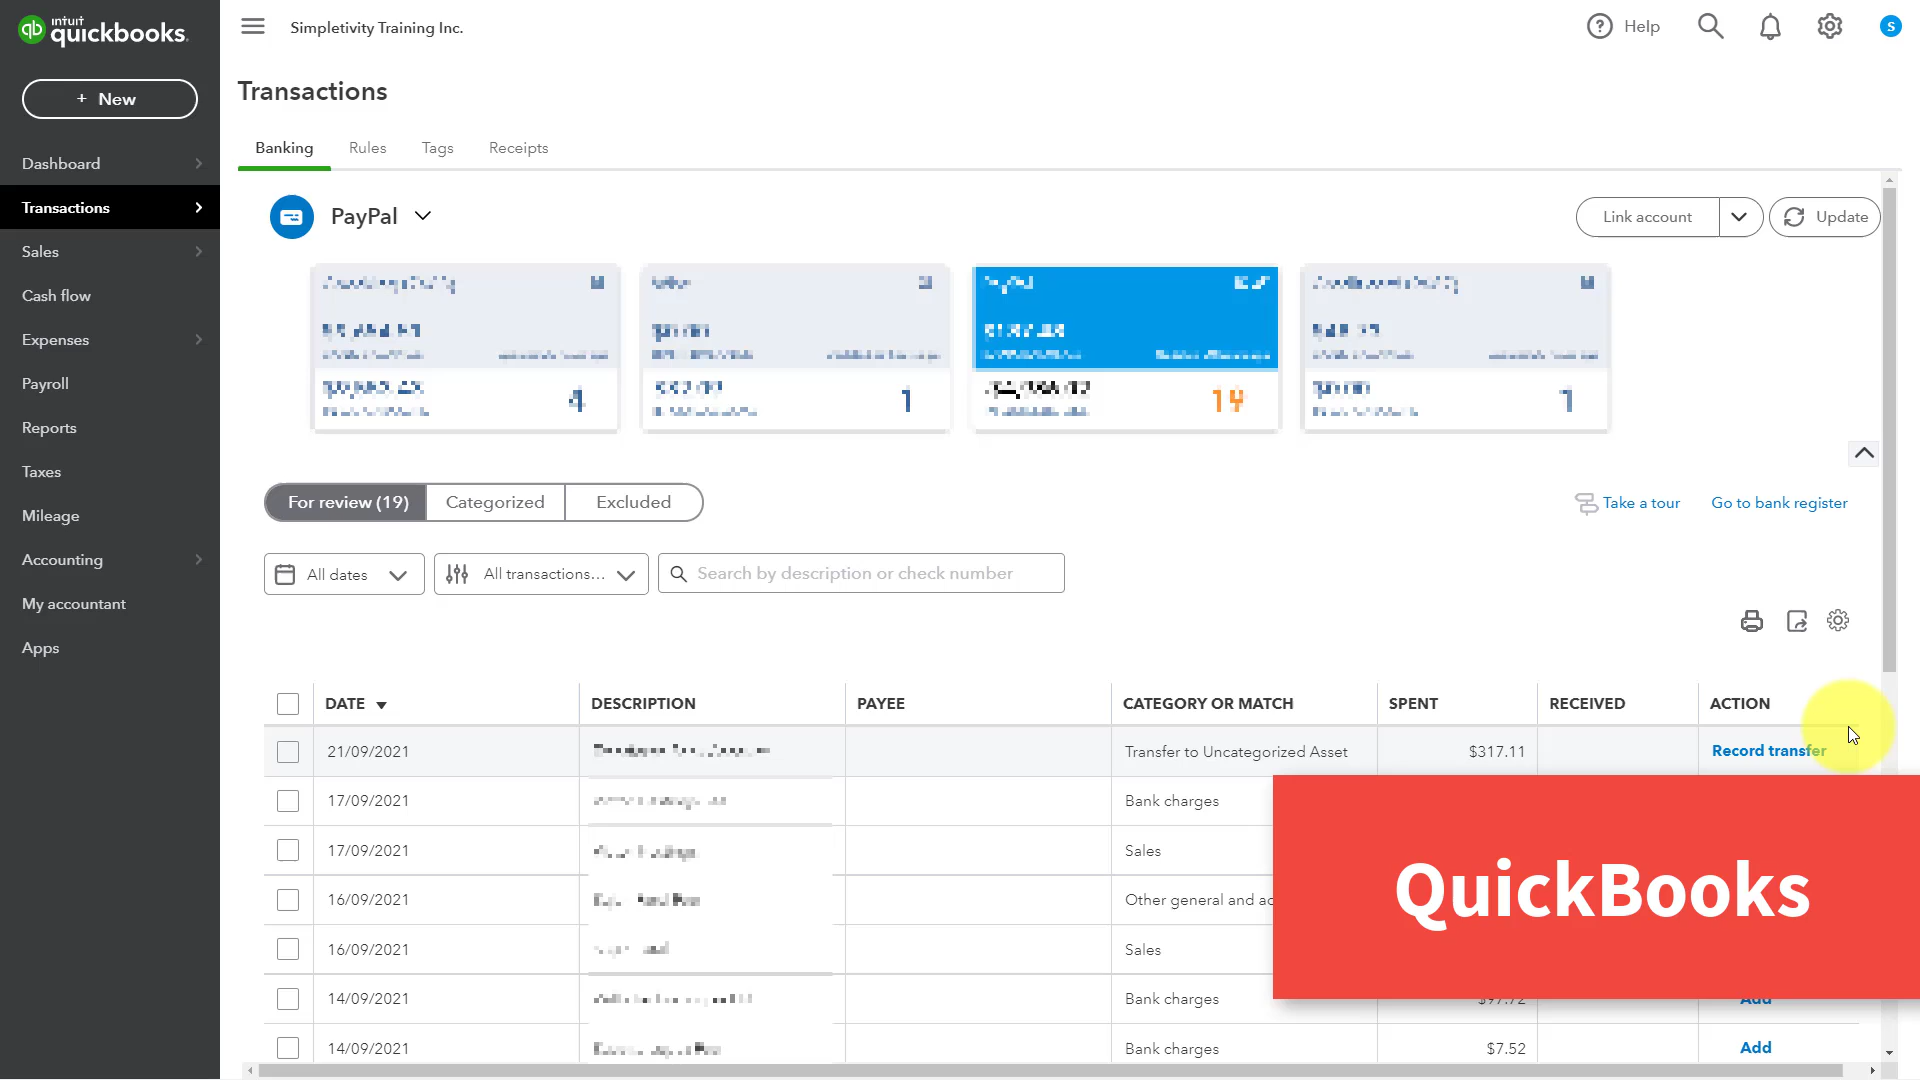 intuit
quickbooks.
Simpletivity Training Inc.
Help
S
+ New
Transactions
Banking
Rules
Tags
Receipts
Dashboard
Transactions
Sales
Cash flow
Expenses
Payroll
Reports
Taxes
Mileage
Accounting
My accountant
Apps
PayPal
Link account
Update
4
1
19
1
For review (19)
Categorized
Excluded
Take a tour
Go to bank register
All dates
All transactions...
Search by description or check number
DATE
DESCRIPTION
PAYEE
CATEGORY OR MATCH
SPENT
RECEIVED
ACTION
21/09/2021
Transfer to Uncategorized Asset
$317.11
Record transfer
17/09/2021
Bank charges
17/09/2021
Sales
16/09/2021
Other general and ac
16/09/2021
Sales
14/09/2021
Bank charges
$97.72
Add
14/09/2021
Bank charges
$7.52
Add
QuickBooks